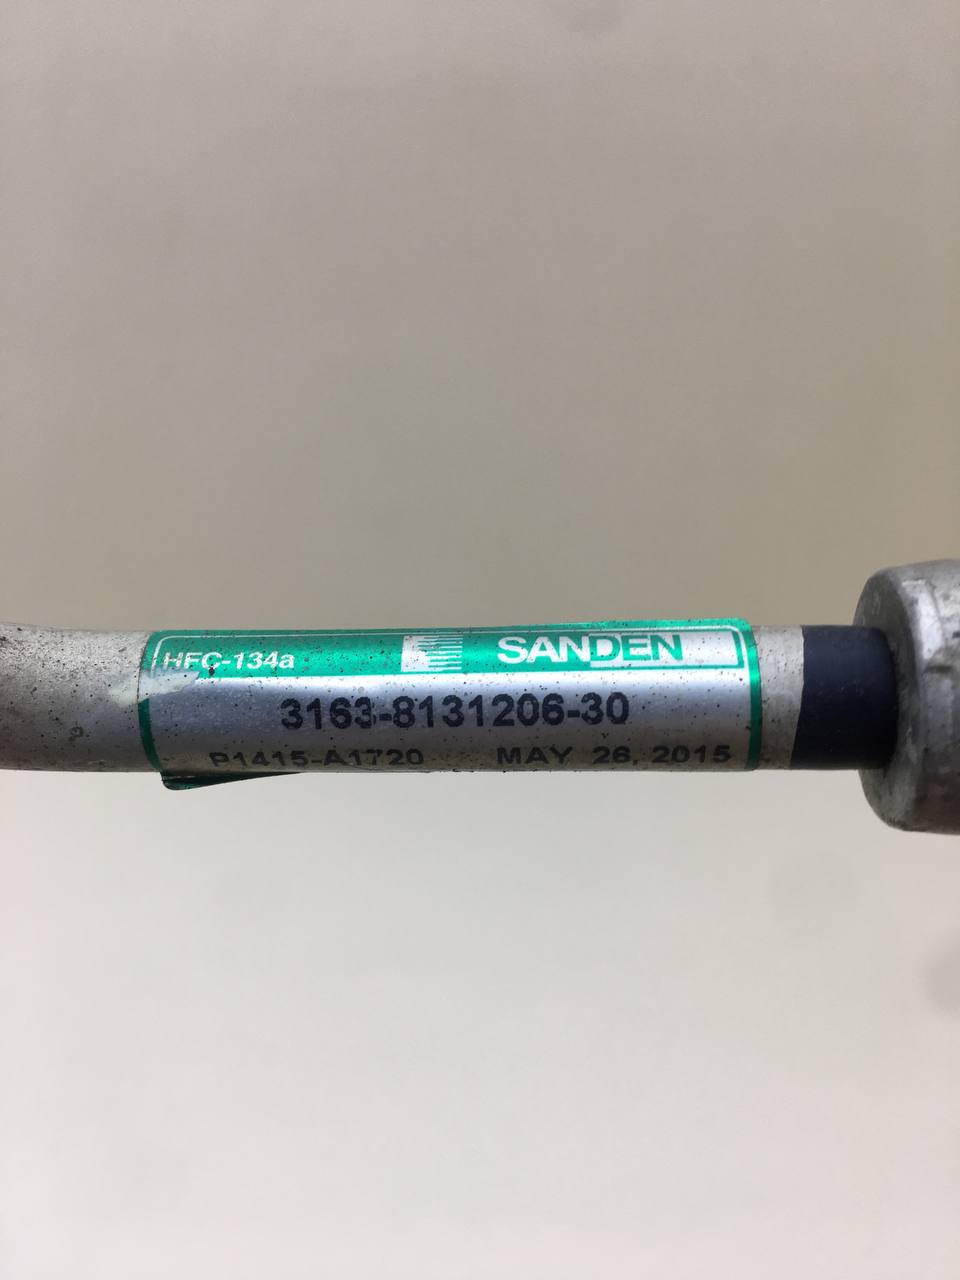 HFC-134a SANDEN
3163-8131206-30
P1415-A1720 MAY 26, 2015